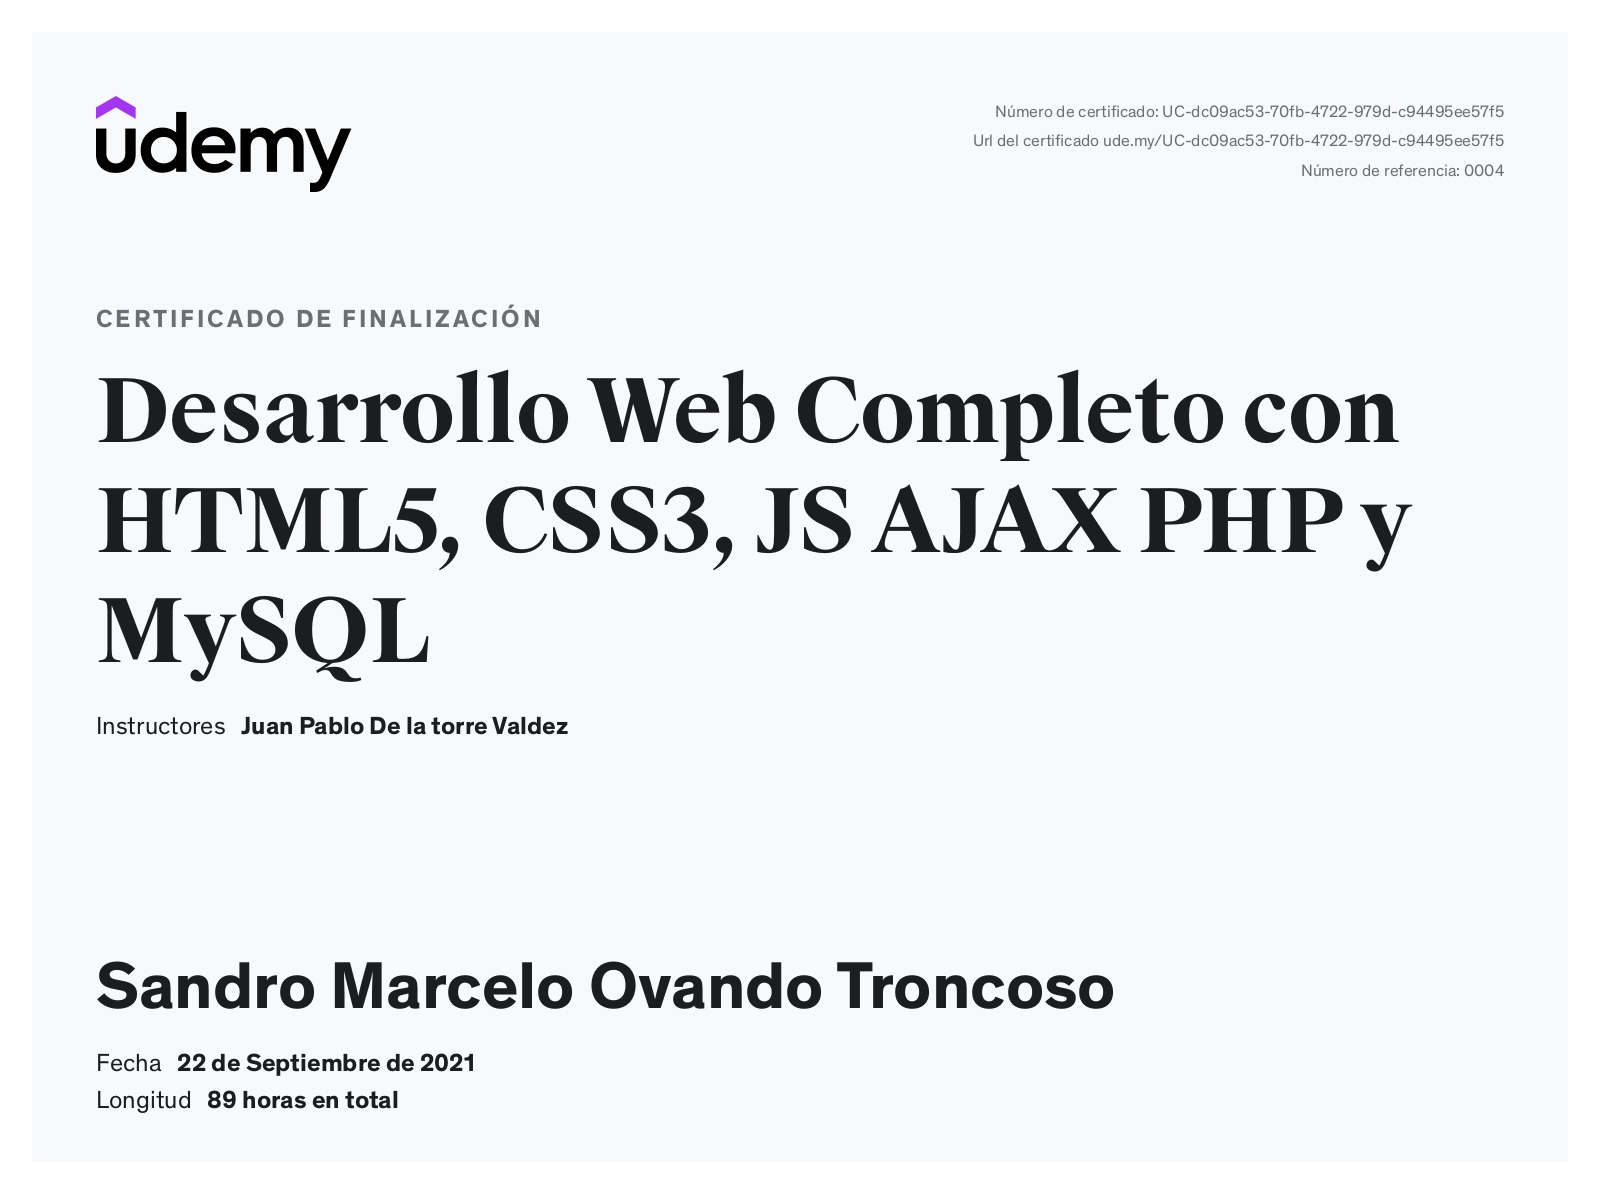 udemy
Número de certificado: UC-dc09ac53-70fb-4722-979d-c94495ee57f5
Url del certificado ude.my/UC-dc09ac53-70fb-4722-979d-c94495ee57f5
Número de referencia: 0004
CERTIFICADO DE FINALIZACIÓN
Desarrollo Web Completo con
HTML5, CSS3, JS AJAX PHP y
MySQL
Instructores Juan Pablo De la torre Valdez
Sandro Marcelo Ovando Troncoso
Fecha 22 de Septiembre de 2021
Longitud 89 horas en total